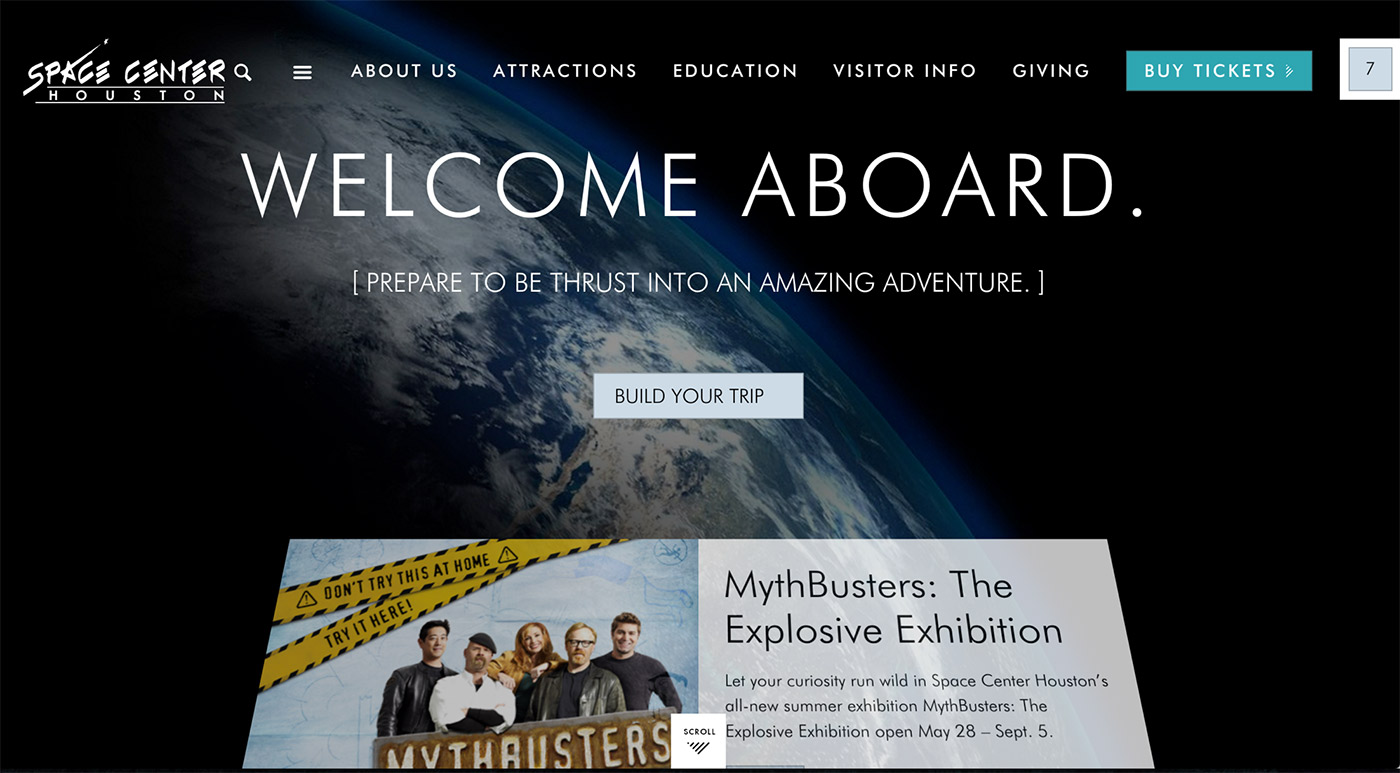 SPACE CENTER
HOUSTON
ABOUT US
ATTRACTIONS
EDUCATION
VISITOR INFO
GIVING
BUY TICKETS
7
WELCOME ABOARD.
[ PREPARE TO BE THRUST INTO AN AMAZING ADVENTURE. ]
BUILD YOUR TRIP
DON'T TRY THIS AT HOME
TRY IT HERE!
MYTHBUSTERS
MythBusters: The
Explosive Exhibition
Let your curiosity run wild in Space Center Houston's
all-new summer exhibition MythBusters: The
Explosive Exhibition open May 28 – Sept. 5.
SCROLL